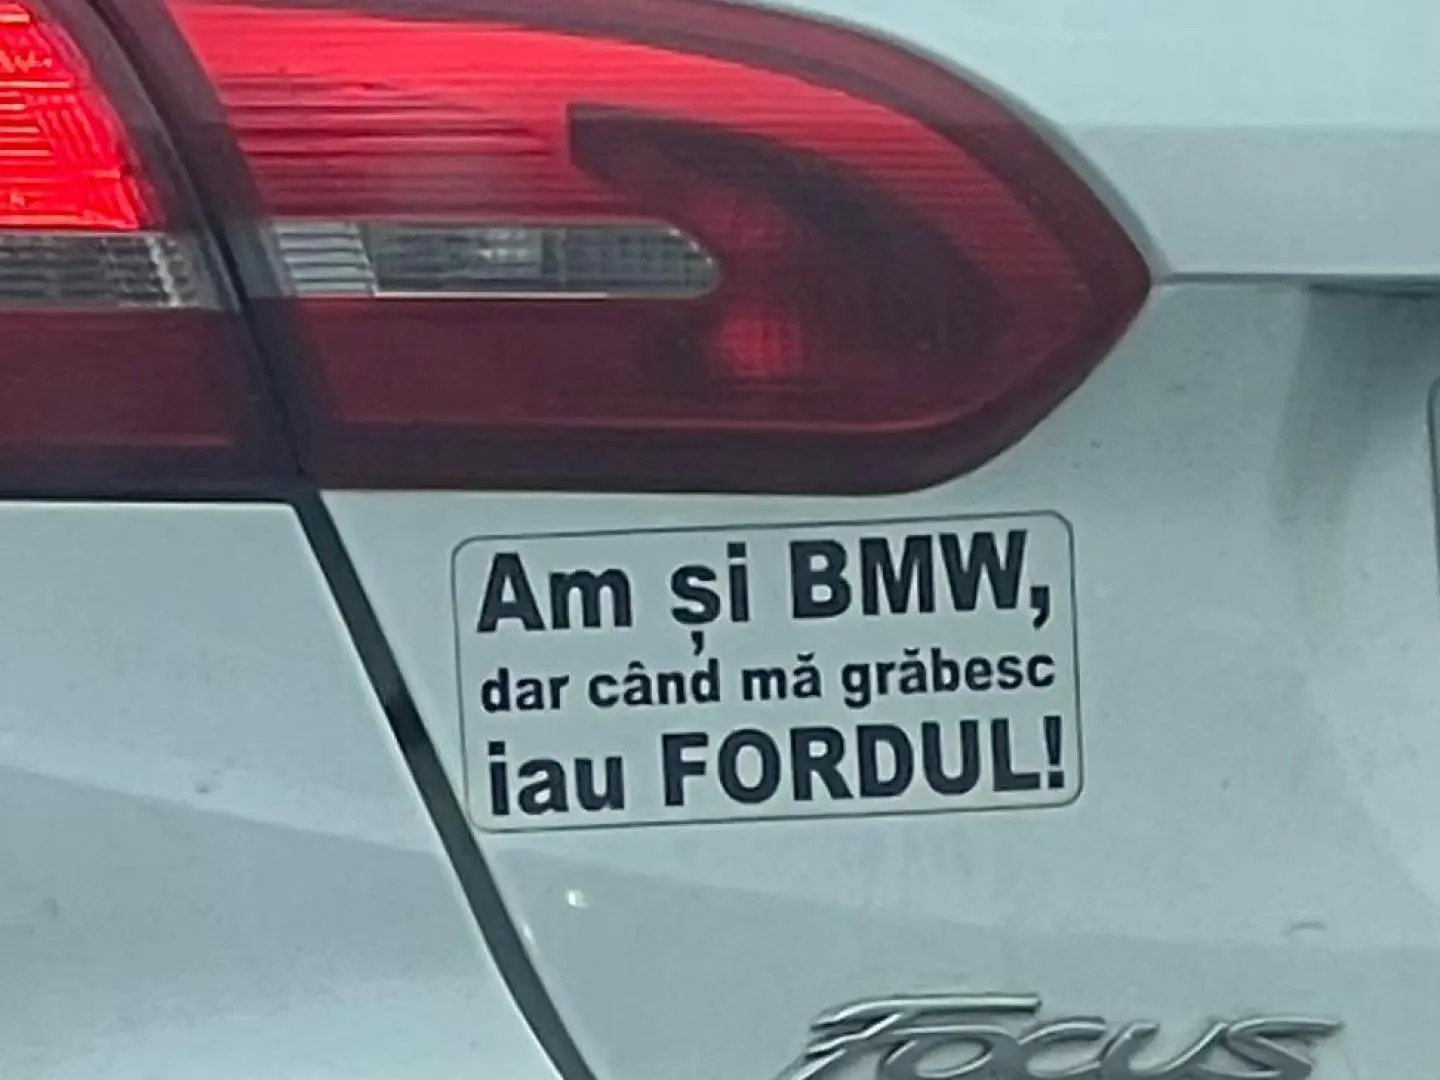 Am și BMW,
dar când mă grăbesc
iau FORDUL!
Focus